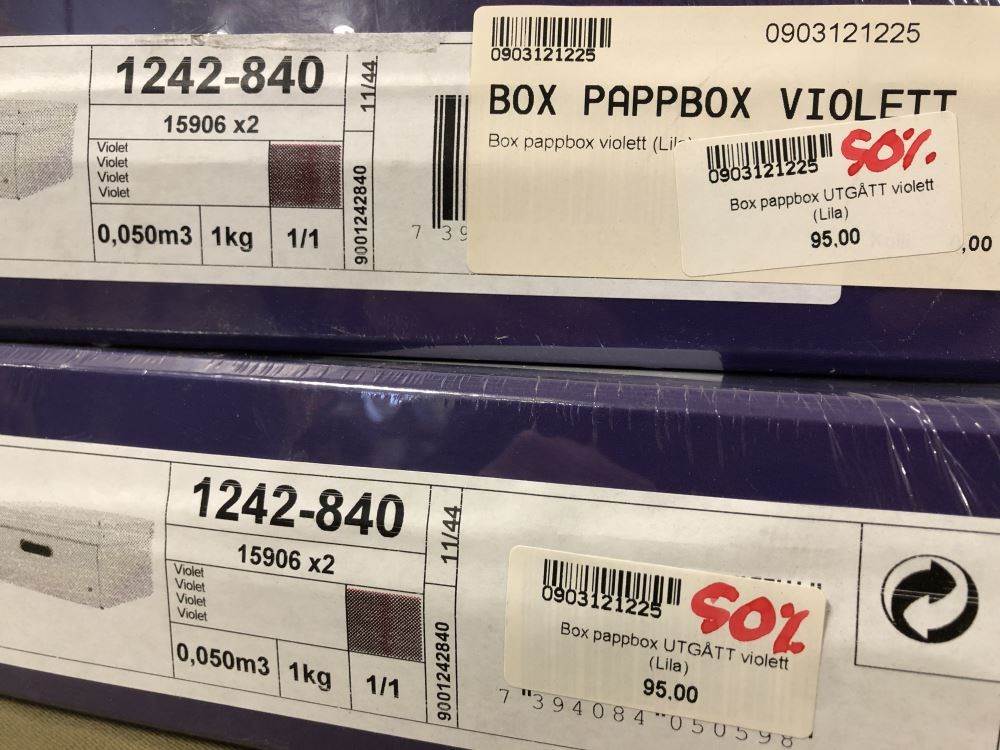 1242-840
15906 x2
Violet
Violet
Violet
Violet
0,050m3 1kg 1/1
11/44
9001242840
7 39
0903121225
0903121225
BOX PAPPBOX VIOLETT
Box pappbox violett
0903121225
50%.
Box pappbox UTGÅTT violett
(Lila)
95.00
,00
1242-840
15906 x2
Violet
Violet
Violet
Violet
0,050m3 1kg 1/1
11/44
9001242840
0903121225
50%
Box pappbox UTGÅTT violett
(Lila)
95.00
7 394084 050598